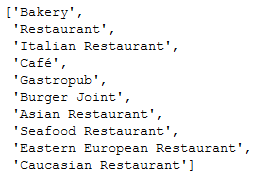 ['Bakery',
'Restaurant',
'Italian Restaurant',
'Café',
'Gastropub',
'Burger Joint',
'Asian Restaurant',
'Seafood Restaurant',
'Eastern European Restaurant',
'Caucasian Restaurant']